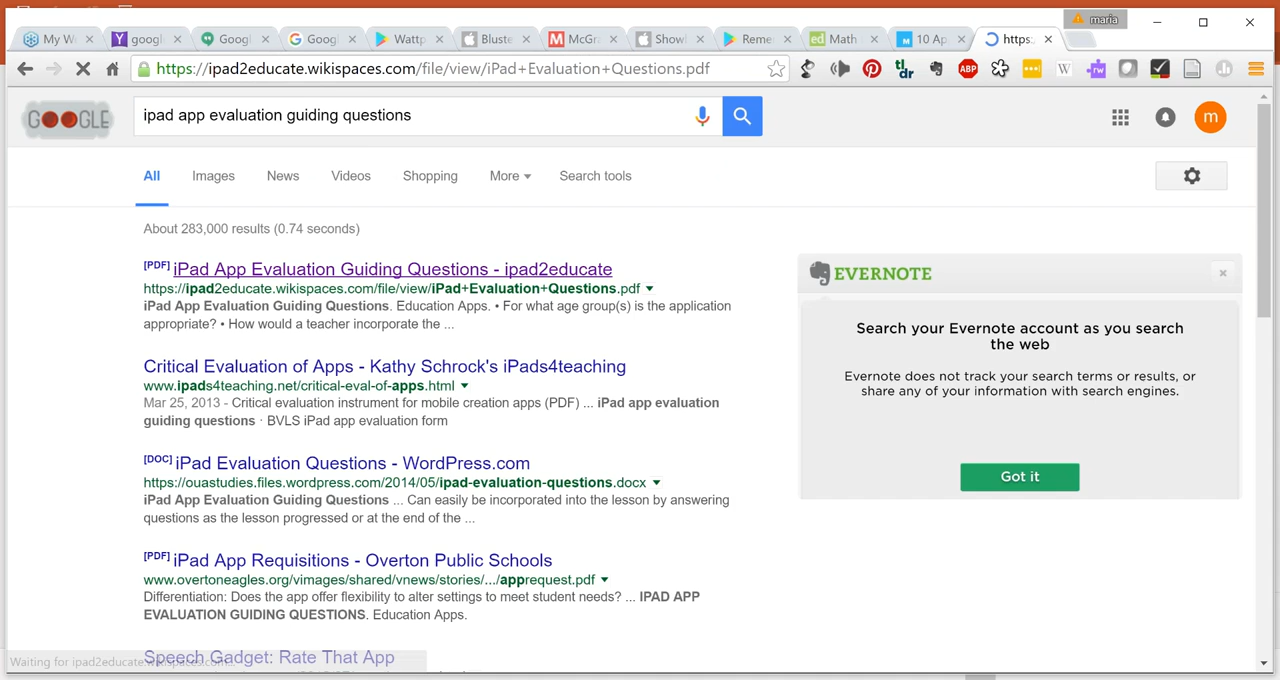 maria
My W
googl
Googl
Googl
Wattp
Bluste
McGr
Showl
Reme
Math
10 Ap
https:
https://ipad2educate.wikispaces.com/file/view/iPad+Evaluation+Questions.pdf
GOOGLE
ipad app evaluation guiding questions
m
All Images News Videos Shopping More Search tools
About 283,000 results (0.74 seconds)
[PDF] iPad App Evaluation Guiding Questions - ipad2educate
https://ipad2educate.wikispaces.com/file/view/iPad+Evaluation+Questions.pdf
iPad App Evaluation Guiding Questions. Education Apps. • For what age group(s) is the application
appropriate? • How would a teacher incorporate the ...
Critical Evaluation of Apps - Kathy Schrock's iPads4teaching
www.ipads4teaching.net/critical-eval-of-apps.html
Mar 25, 2013 - Critical evaluation instrument for mobile creation apps (PDF) ... iPad app evaluation
guiding questions · BVLS iPad app evaluation form
[DOC] iPad Evaluation Questions - WordPress.com
https://ouastudies.files.wordpress.com/2014/05/ipad-evaluation-questions.docx
iPad App Evaluation Guiding Questions ... Can easily be incorporated into the lesson by answering
questions as the lesson progressed or at the end of the ...
[PDF] iPad App Requisitions - Overton Public Schools
www.overtoneagles.org/vimages/shared/vnews/stories/.../apprequest.pdf
Differentiation: Does the app offer flexibility to alter settings to meet student needs? ... IPAD APP
EVALUATION GUIDING QUESTIONS. Education Apps.
Speech Gadget: Rate That App
EVERNOTE
Search your Evernote account as you search
the web
Evernote does not track your search terms or results, or
share any of your information with search engines.
Got it
Waiting for ipad2educate.wikispaces.com...